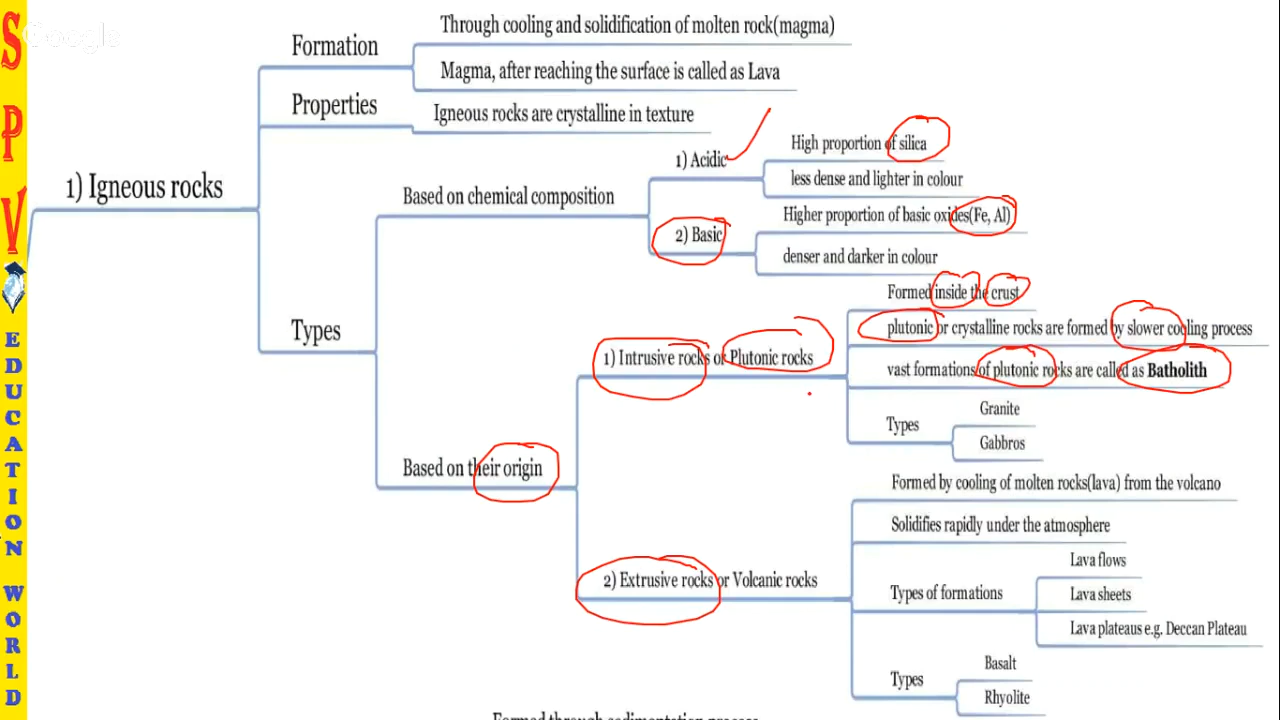 SPV
EDUCATION WORLD
Google
1) Igneous rocks
Formation
Through cooling and solidification of molten rock(magma)
Magma, after reaching the surface is called as Lava
Properties
Igneous rocks are crystalline in texture
Types
Based on chemical composition
1) Acidic
High proportion of silica
less dense and lighter in colour
2) Basic
Higher proportion of basic oxides(Fe, Al)
denser and darker in colour
Based on their origin
1) Intrusive rocks or Plutonic rocks
Formed inside the crust
plutonic or crystalline rocks are formed by slower cooling process
vast formations of plutonic rocks are called as Batholith
Types
Granite
Gabbros
2) Extrusive rocks or Volcanic rocks
Formed by cooling of molten rocks(lava) from the volcano
Solidifies rapidly under the atmosphere
Types of formations
Lava flows
Lava sheets
Lava plateaus e.g. Deccan Plateau
Types
Basalt
Rhyolite
Formed through sedimentation process